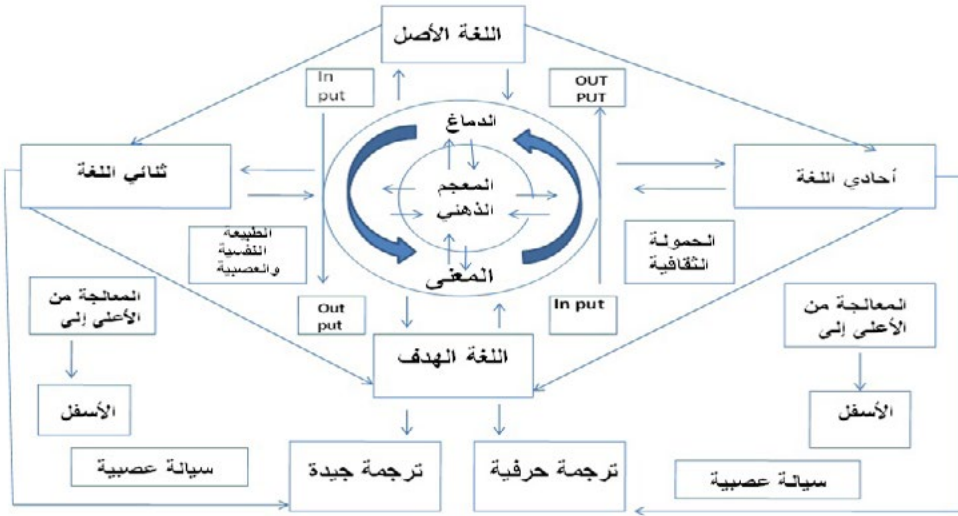 اللغة الأصل
In
put
OUT
PUT
الدماغ
ثنائي اللغة
المعجم
الذهني
أحادي اللغة
الطبيعة
النفسية
والعصبية
الحمولة
الثقافية
المعنى
المعالجة من
الأعلى إلى
Out
put
In put
المعالجة من
الأعلى إلى
اللغة الهدف
الأسفل
الأسفل
سيالة عصبية
ترجمة جيدة
ترجمة حرفية
سيالة عصبية